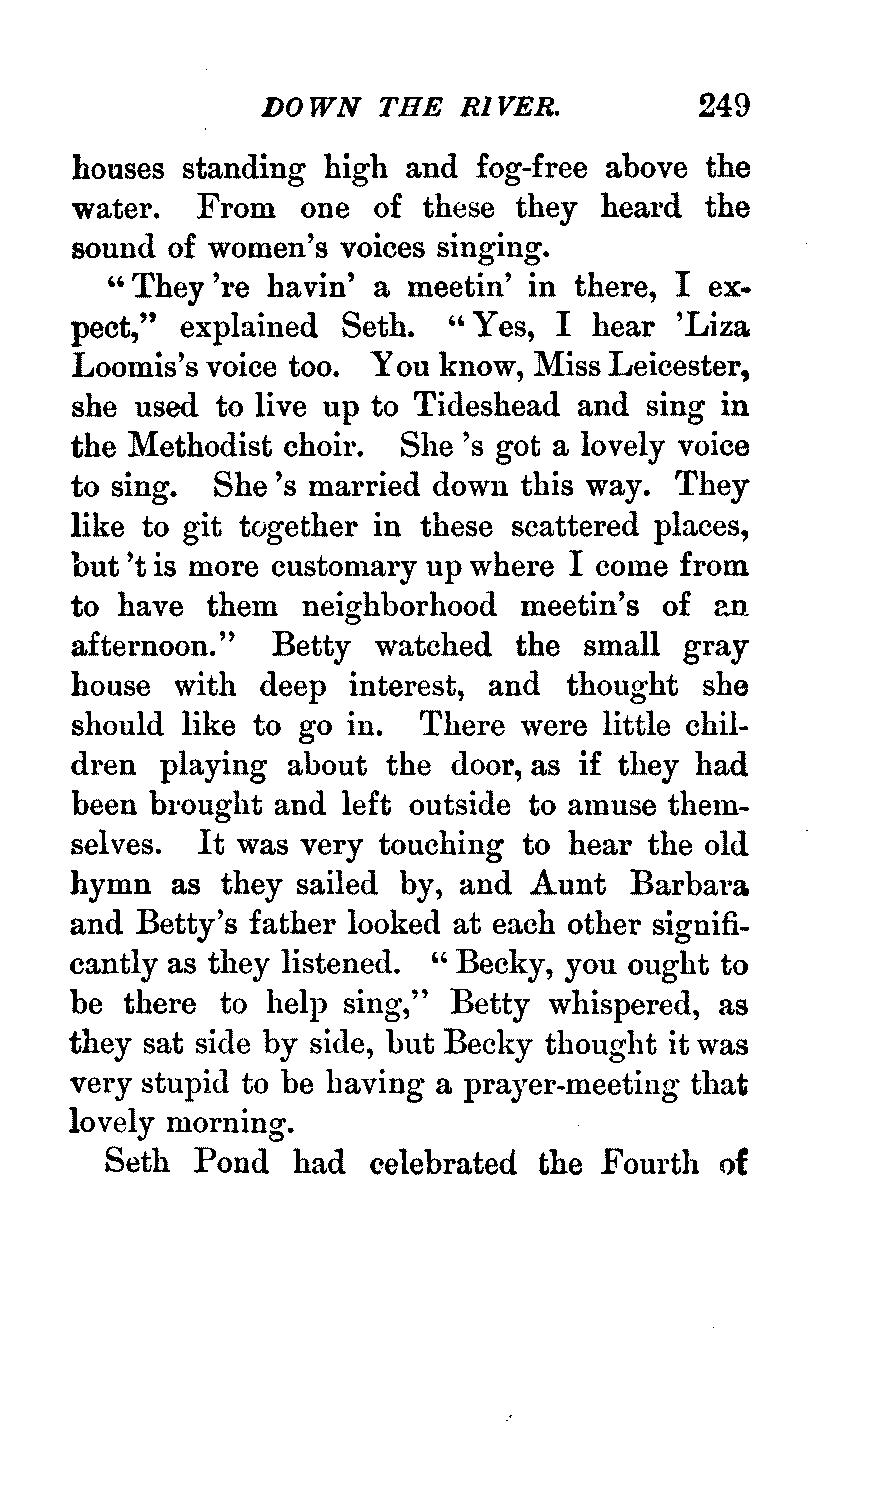 DOWN THE RIVER. 249
houses standing high and fog-free above the
water. From one of these they heard the
sound of women's voices singing.
"They 're havin' a meetin' in there, I ex-
pect," explained Seth. "Yes, I hear 'Liza
Loomis's voice too. You know, Miss Leicester,
she used to live up to Tideshead and sing in
the Methodist choir. She 's got a lovely voice
to sing. She 's married down this way. They
like to git together in these scattered places,
but 't is more customary up where I come from
to have them neighborhood meetin's of an
afternoon." Betty watched the small gray
house with deep interest, and thought she
should like to go in. There were little chil-
dren playing about the door, as if they had
been brought and left outside to amuse them-
selves. It was very touching to hear the old
hymn as they sailed by, and Aunt Barbara
and Betty's father looked at each other signifi-
cantly as they listened. "Becky, you ought to
be there to help sing," Betty whispered, as
they sat side by side, but Becky thought it was
very stupid to be having a prayer-meeting that
lovely morning.
Seth Pond had celebrated the Fourth of